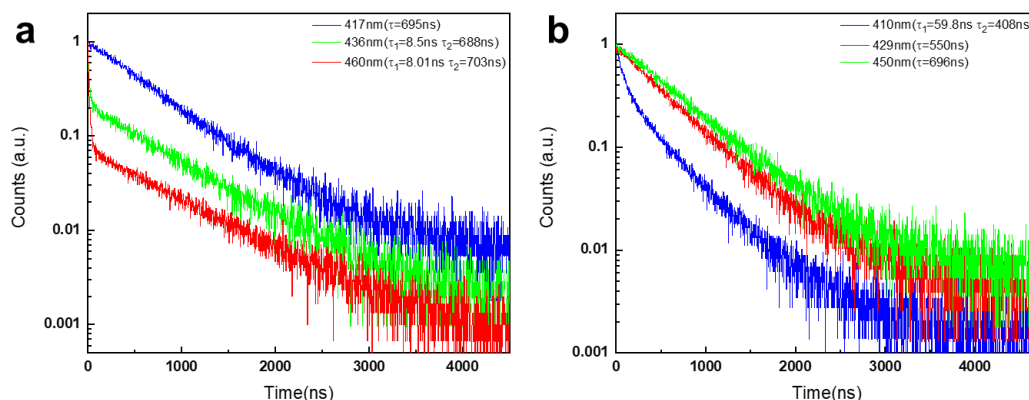 a
417nm(τ=695ns)
436nm(τ₁=8.5ns τ₂=688ns)
460nm(τ₁=8.01ns τ₂=703ns)
1
0.1
0.01
0.001
Counts (a.u.)
0 1000 2000 3000 4000
Time(ns)
b
410nm(τ₁=59.8ns τ₂=408ns
429nm(τ=550ns)
450nm(τ=696ns)
1
0.1
0.01
0.001
Counts (a.u.)
0 1000 2000 3000 4000
Time(ns)